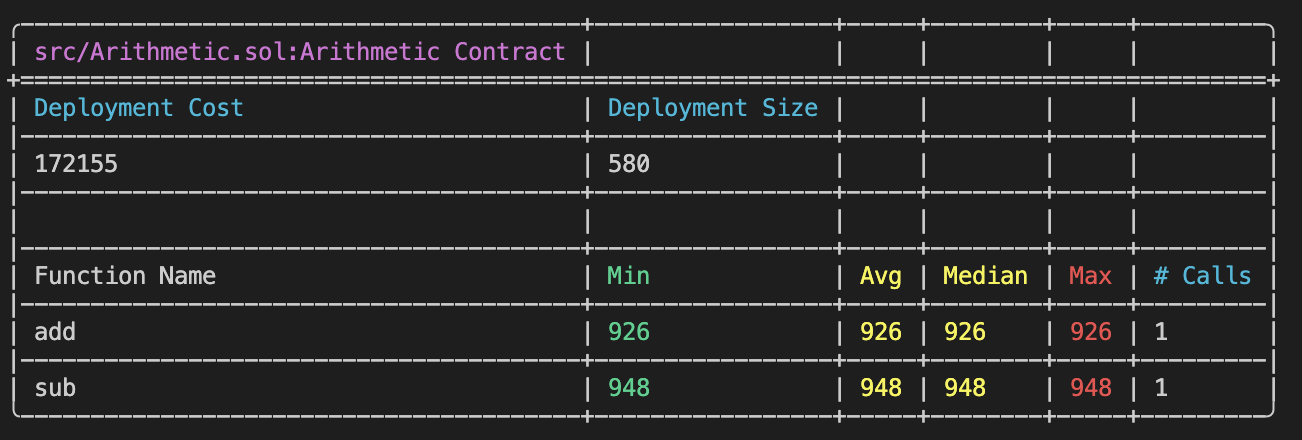 src/Arithmetic.sol:Arithmetic Contract
Deployment Cost Deployment Size
172155 580
Function Name Min Avg Median Max # Calls
add 926 926 926 926 1
sub 948 948 948 948 1